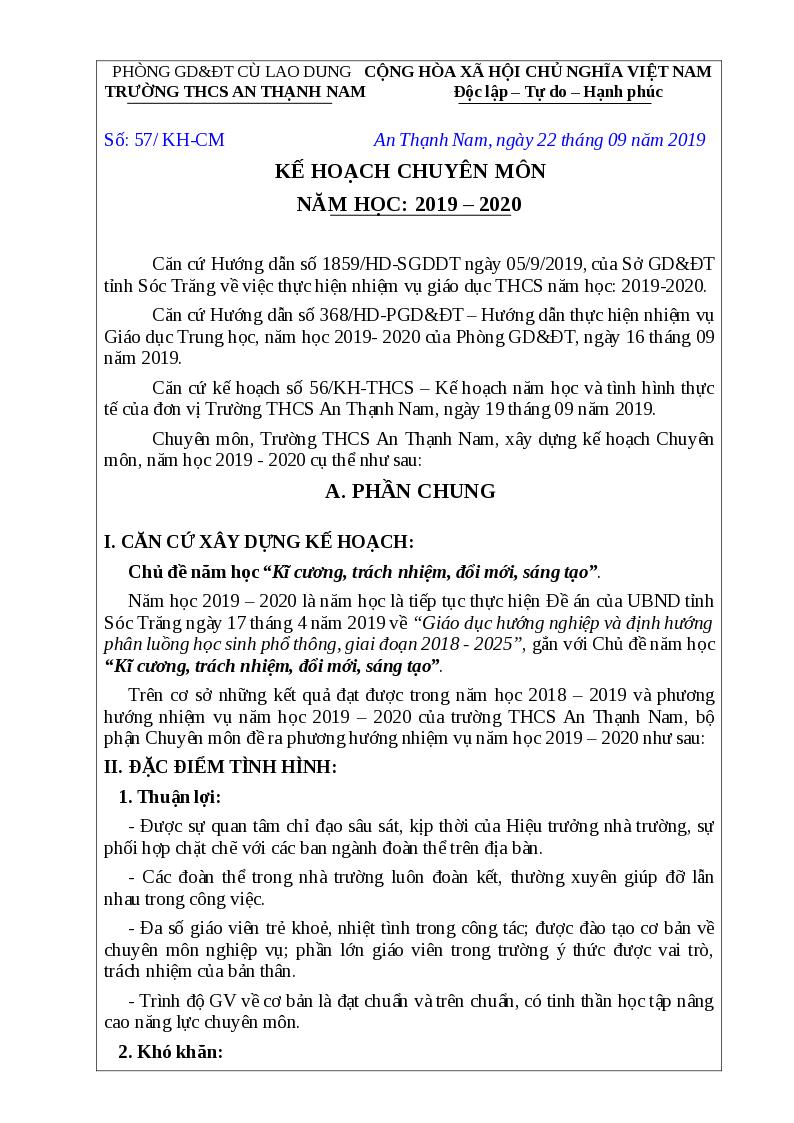 PHÒNG GD&ĐT CÙ LAO DUNG CỘNG HÒA XÃ HỘI CHỦ NGHĨA VIỆT NAM
TRƯỜNG THCS AN THẠNH NAM Độc lập – Tự do – Hạnh phúc
Số: 57/ KH-CM An Thạnh Nam, ngày 22 tháng 09 năm 2019
KẾ HOẠCH CHUYÊN MÔN
NĂM HỌC: 2019 – 2020
Căn cứ Hướng dẫn số 1859/HD-SGDDT ngày 05/9/2019, của Sở GD&ĐT
tỉnh Sóc Trăng về việc thực hiện nhiệm vụ giáo dục THCS năm học: 2019-2020.
Căn cứ Hướng dẫn số 368/HD-PGD&ĐT – Hướng dẫn thực hiện nhiệm vụ
Giáo dục Trung học, năm học 2019- 2020 của Phòng GD&ĐT, ngày 16 tháng 09
năm 2019.
Căn cứ kế hoạch số 56/KH-THCS – Kế hoạch năm học và tình hình thực
tế của đơn vị Trường THCS An Thạnh Nam, ngày 19 tháng 09 năm 2019.
Chuyên môn, Trường THCS An Thạnh Nam, xây dựng kế hoạch Chuyên
môn, năm học 2019 - 2020 cụ thể như sau:
A. PHẦN CHUNG
I. CĂN CỨ XÂY DỰNG KẾ HOẠCH:
Chủ đề năm học “Kĩ cương, trách nhiệm, đổi mới, sáng tạo”.
Năm học 2019 – 2020 là năm học là tiếp tục thực hiện Đề án của UBND tỉnh
Sóc Trăng ngày 17 tháng 4 năm 2019 về “Giáo dục hướng nghiệp và định hướng
phân luồng học sinh phổ thông, giai đoạn 2018 - 2025”, gắn với Chủ đề năm học
“Kĩ cương, trách nhiệm, đổi mới, sáng tạo”.
Trên cơ sở những kết quả đạt được trong năm học 2018 – 2019 và phương
hướng nhiệm vụ năm học 2019 – 2020 của trường THCS An Thạnh Nam, bộ
phận Chuyên môn đề ra phương hướng nhiệm vụ năm học 2019 – 2020 như sau:
II. ĐẶC ĐIỂM TÌNH HÌNH:
1. Thuận lợi:
- Được sự quan tâm chỉ đạo sâu sát, kịp thời của Hiệu trưởng nhà trường, sự
phối hợp chặt chẽ với các ban ngành đoàn thể trên địa bàn.
- Các đoàn thể trong nhà trường luôn đoàn kết, thường xuyên giúp đỡ lẫn
nhau trong công việc.
- Đa số giáo viên trẻ khoẻ, nhiệt tình trong công tác; được đào tạo cơ bản về
chuyên môn nghiệp vụ; phần lớn giáo viên trong trường ý thức được vai trò,
trách nhiệm của bản thân.
- Trình độ GV về cơ bản là đạt chuẩn và trên chuẩn, có tinh thần học tập nâng
cao năng lực chuyên môn.
2. Khó khăn: